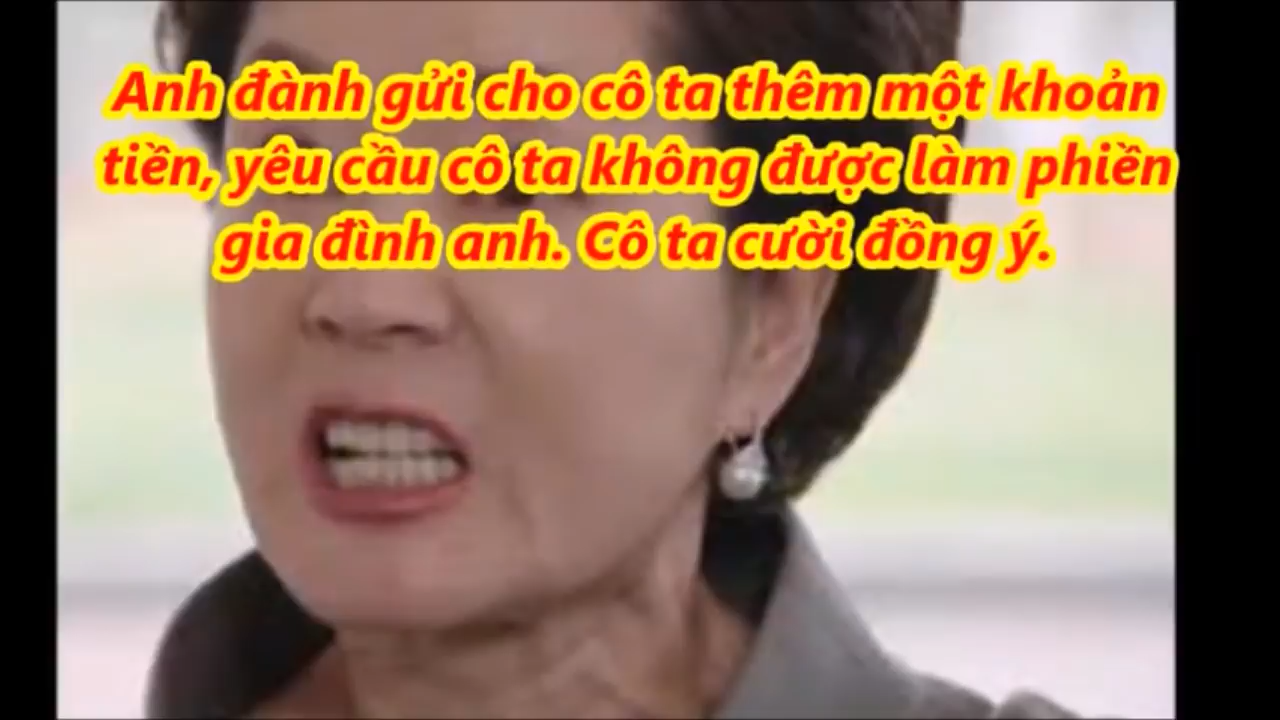 Anh đành gửi cho cô ta thêm một khoản
tiền, yêu cầu cô ta không được làm phiền
gia đình anh. Cô ta cười đồng ý.